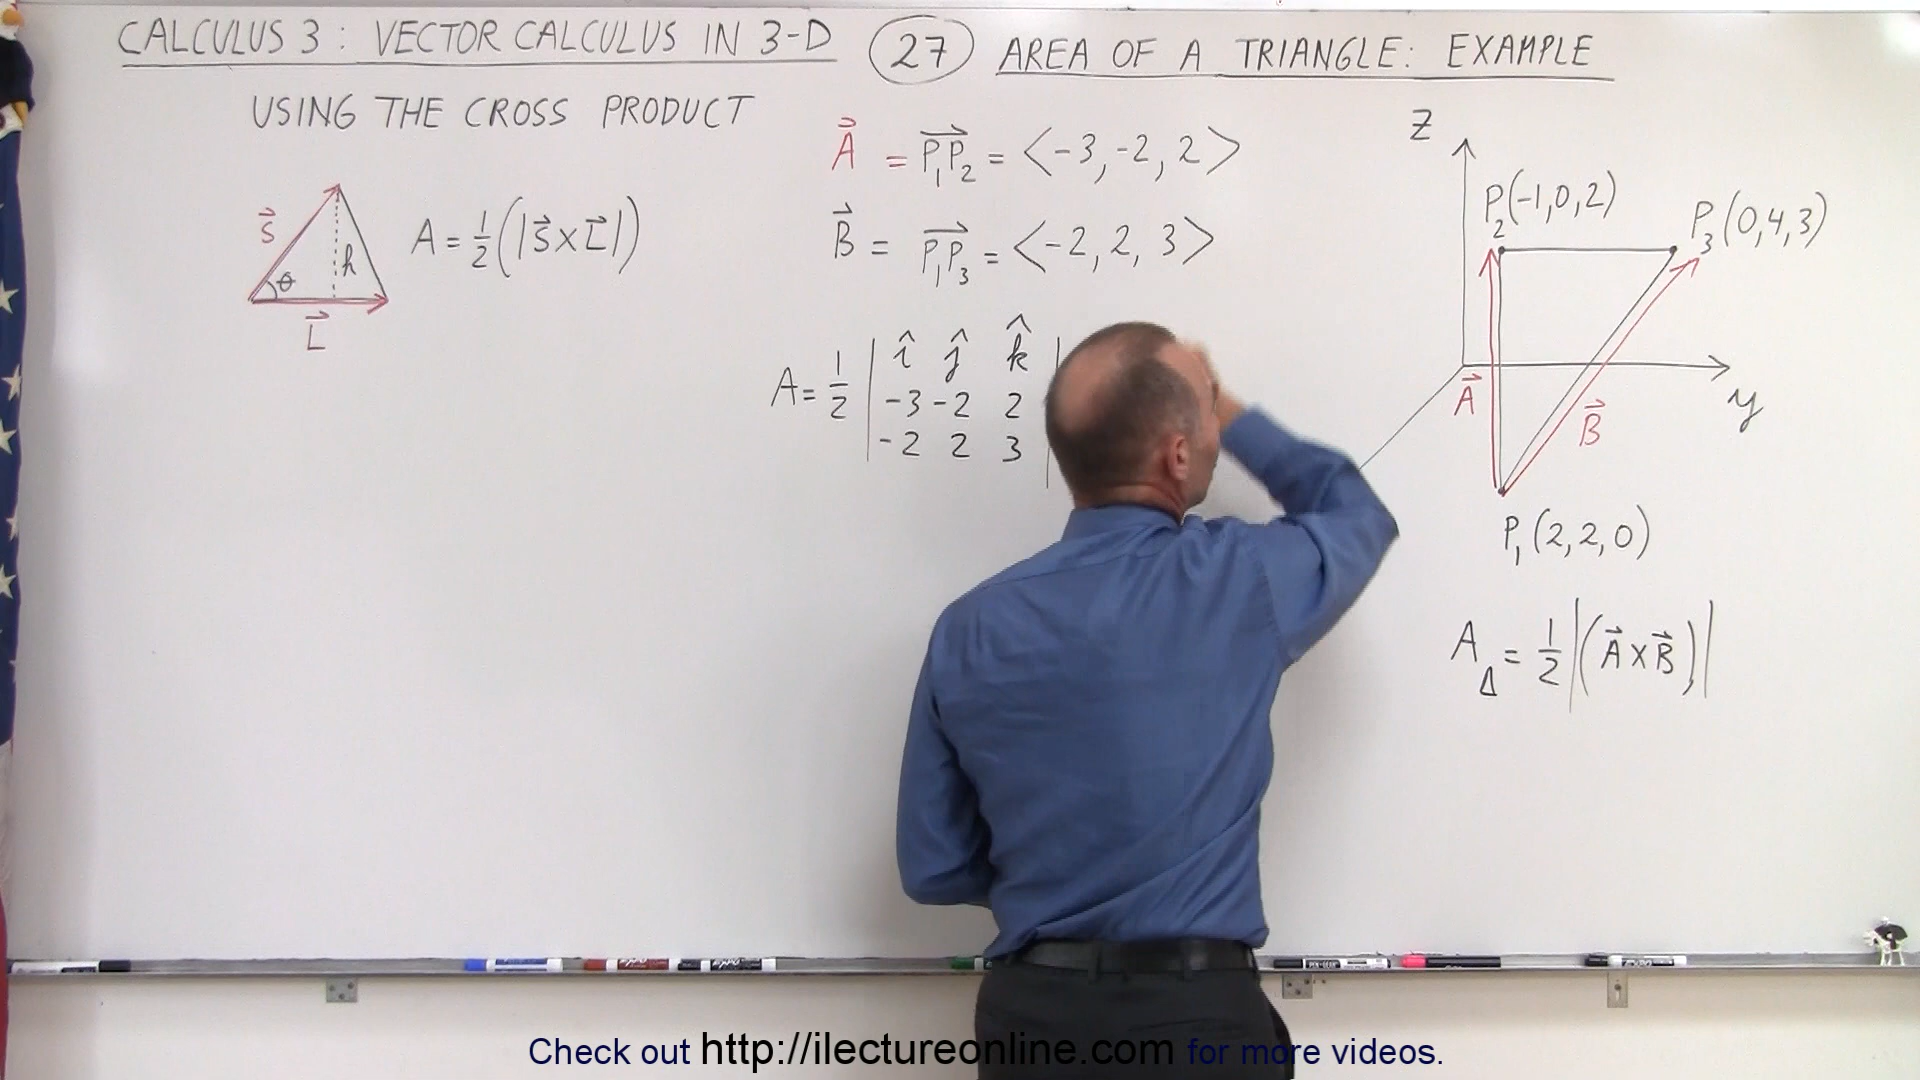 CALCULUS 3 : VECTOR CALCULUS IN 3-D 27 AREA OF A TRIANGLE: EXAMPLE
USING THE CROSS PRODUCT
S⃗
θ
h
L⃗
A = 1/2 (|S⃗ × L⃗|)
A⃗ = P₁P₂ = <-3, -2, 2>
B⃗ = P₁P₃ = <-2, 2, 3>
A = 1/2 | î ĵ k̂ |
-3 -2 2
-2 2 3
Z
P₂(-1,0,2)
P₃(0,4,3)
A⃗
B⃗
y
P₁(2,2,0)
A_Δ = 1/2 |(A⃗ × B⃗)|
Check out http://ilectureonline.com for more videos.